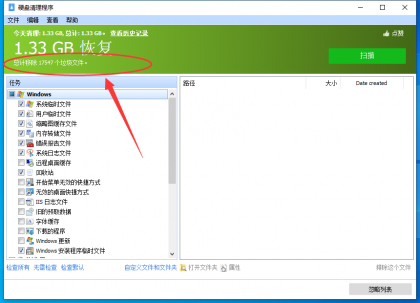 硬盘清理程序
文件 编辑 查看 帮助
今天清理: 1.33 GB, 总计: 1.33 GB • 查看历史记录
点赞
1.33 GB 恢复
扫描
总计移除: 17547 个垃圾文件 •
任务
路径 大小 Date created
Windows
系统临时文件
用户临时文件
缩略图缓存文件
内存转储文件
错误报告文件
系统日志文件
远程桌面缓存
回收站
开始菜单无效的快捷方式
无效的桌面快捷方式
IIS 日志文件
旧的预取数据
字体缓存
下载的程序
Windows 更新
Windows 安装程序临时文件
检查所有 无需检查 检查默认
自定义文件和文件夹 打开文件夹 属性
排除这个文件
忽略列表